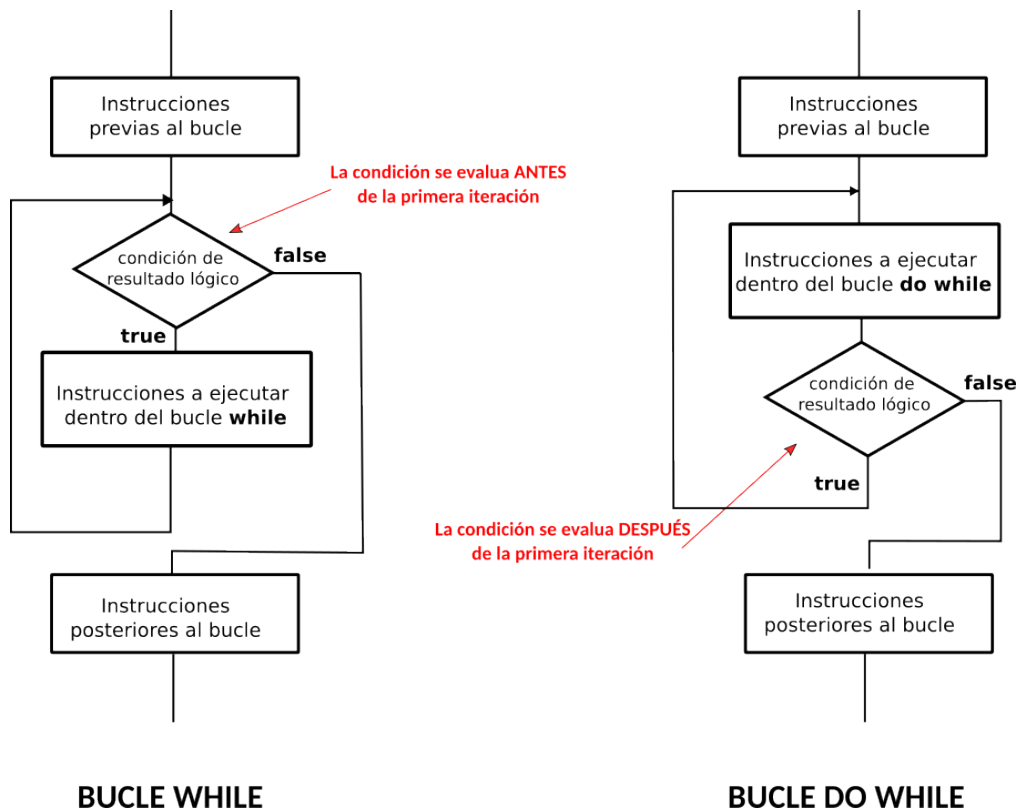 Instrucciones
previas al bucle
La condición se evalua ANTES
de la primera iteración
condición de
resultado lógico
false
true
Instrucciones a ejecutar
dentro del bucle while
Instrucciones
posteriores al bucle
BUCLE WHILE
Instrucciones
previas al bucle
Instrucciones a ejecutar
dentro del bucle do while
condición de
resultado lógico
false
true
La condición se evalua DESPUÉS
de la primera iteración
Instrucciones
posteriores al bucle
BUCLE DO WHILE